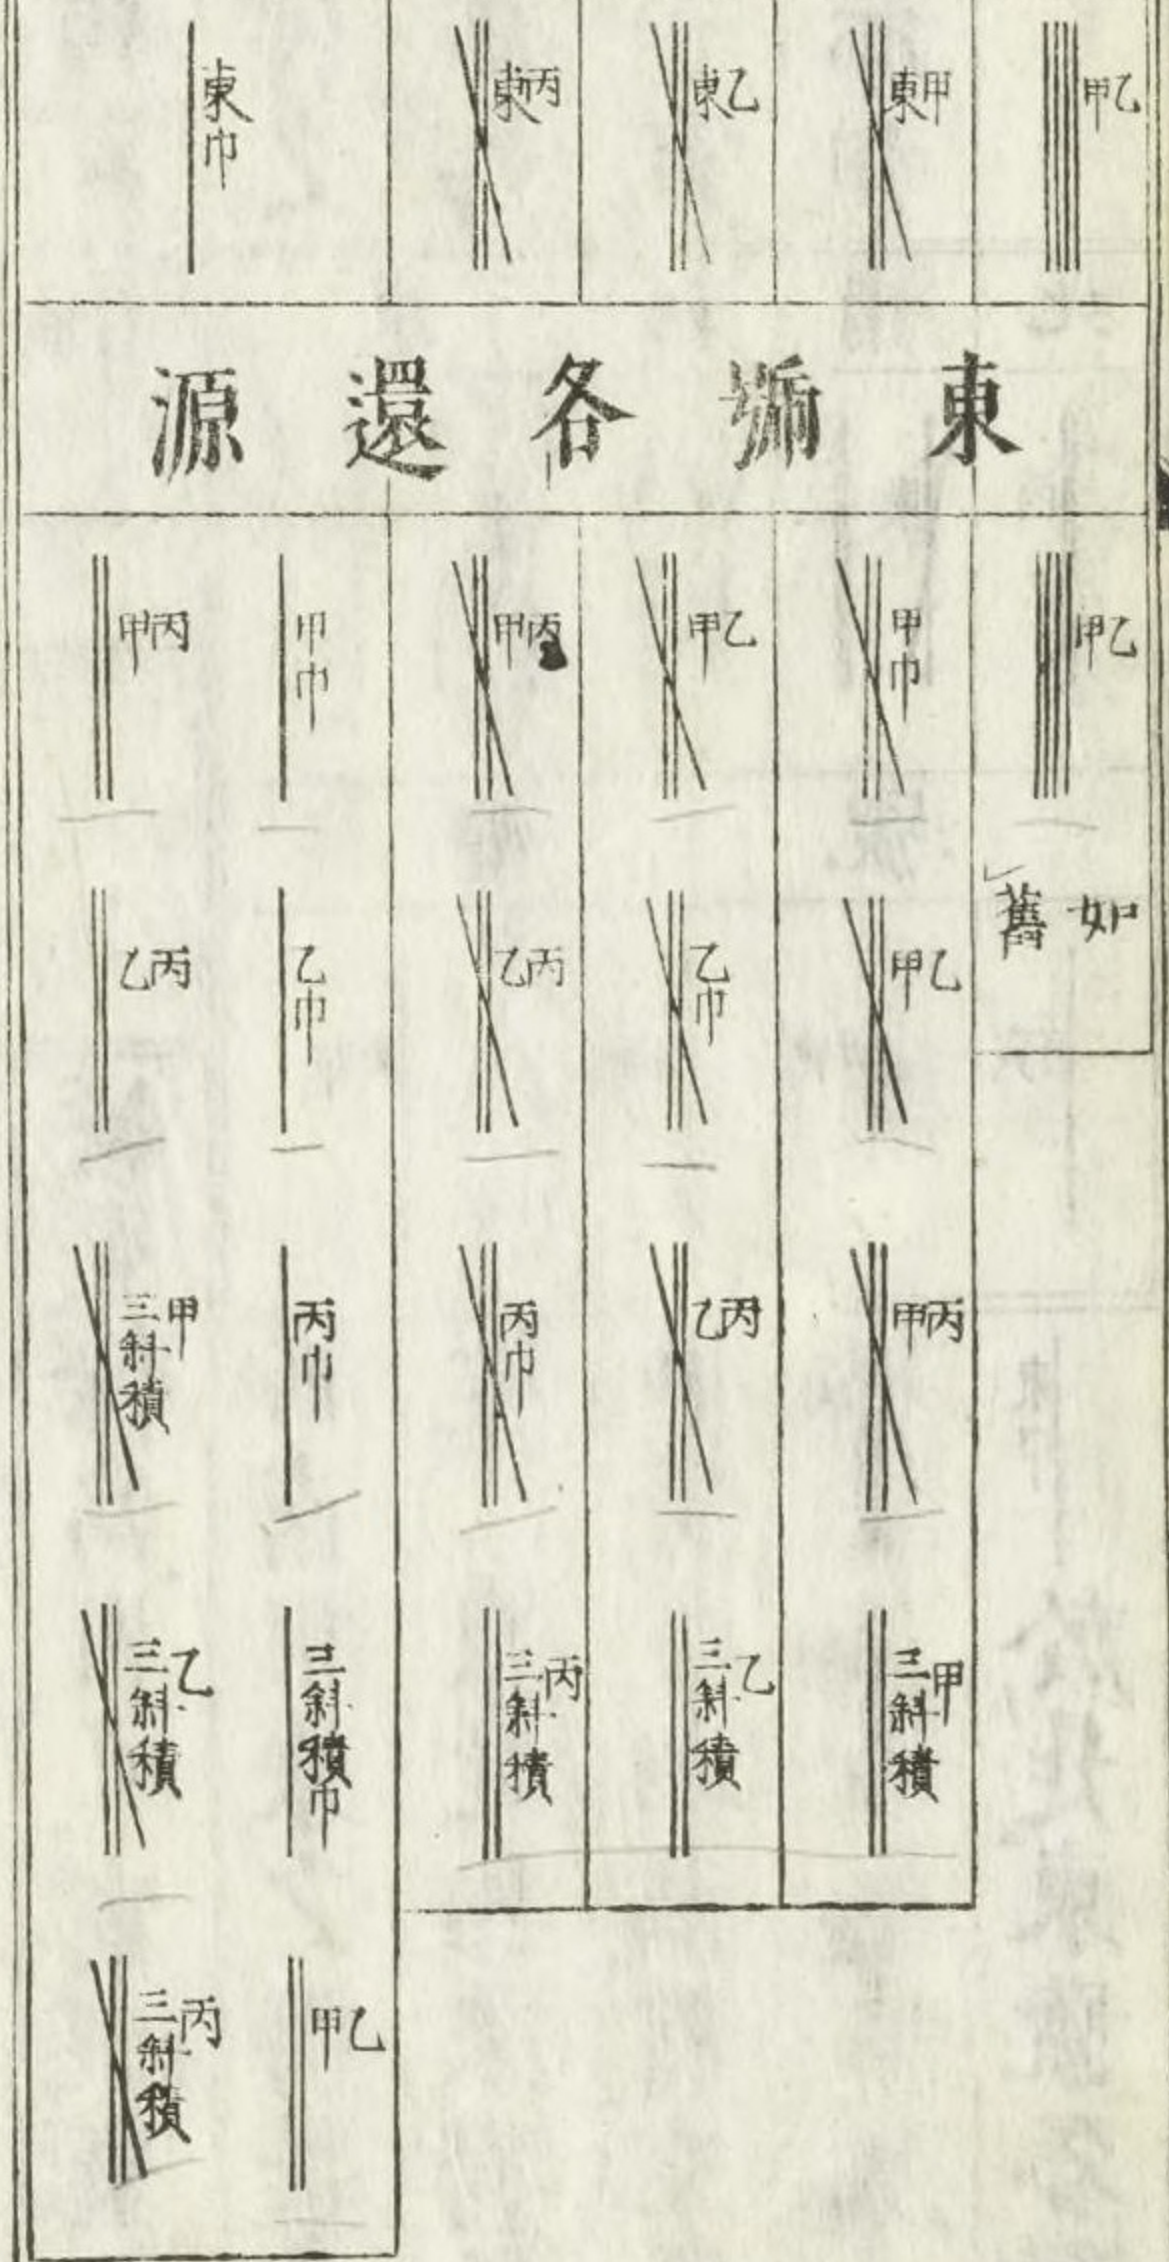 乙甲
甲東
乙東
丙東
東巾
東號各還源
乙甲
如舊
甲巾
乙甲
丙甲
甲三斜積
乙甲
乙巾
丙乙
乙三斜積
丙甲
丙乙
丙巾
丙三斜積
甲巾
乙巾
丙巾
三斜積巾
乙甲
丙甲
丙乙
甲三斜積
乙三斜積
丙三斜積